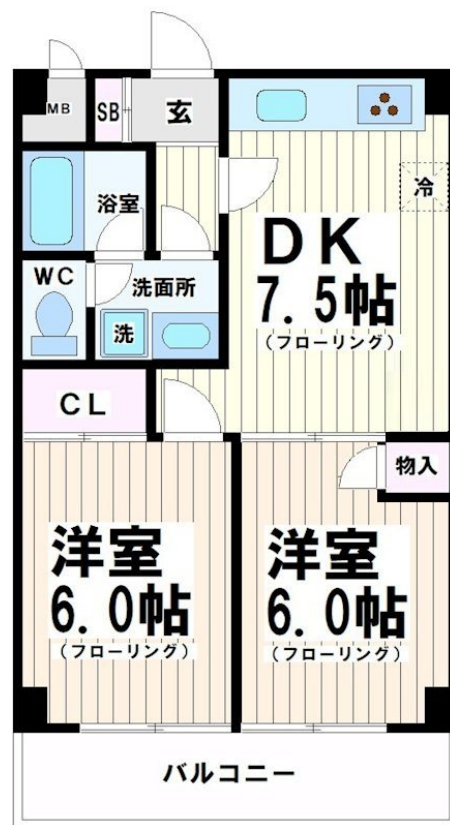 MB
SB
玄
浴室
冷
DK
7.5帖
(フローリング)
WC
洗面所
洗
CL
物入
洋室
6.0帖
(フローリング)
洋室
6.0帖
(フローリング)
バルコニー